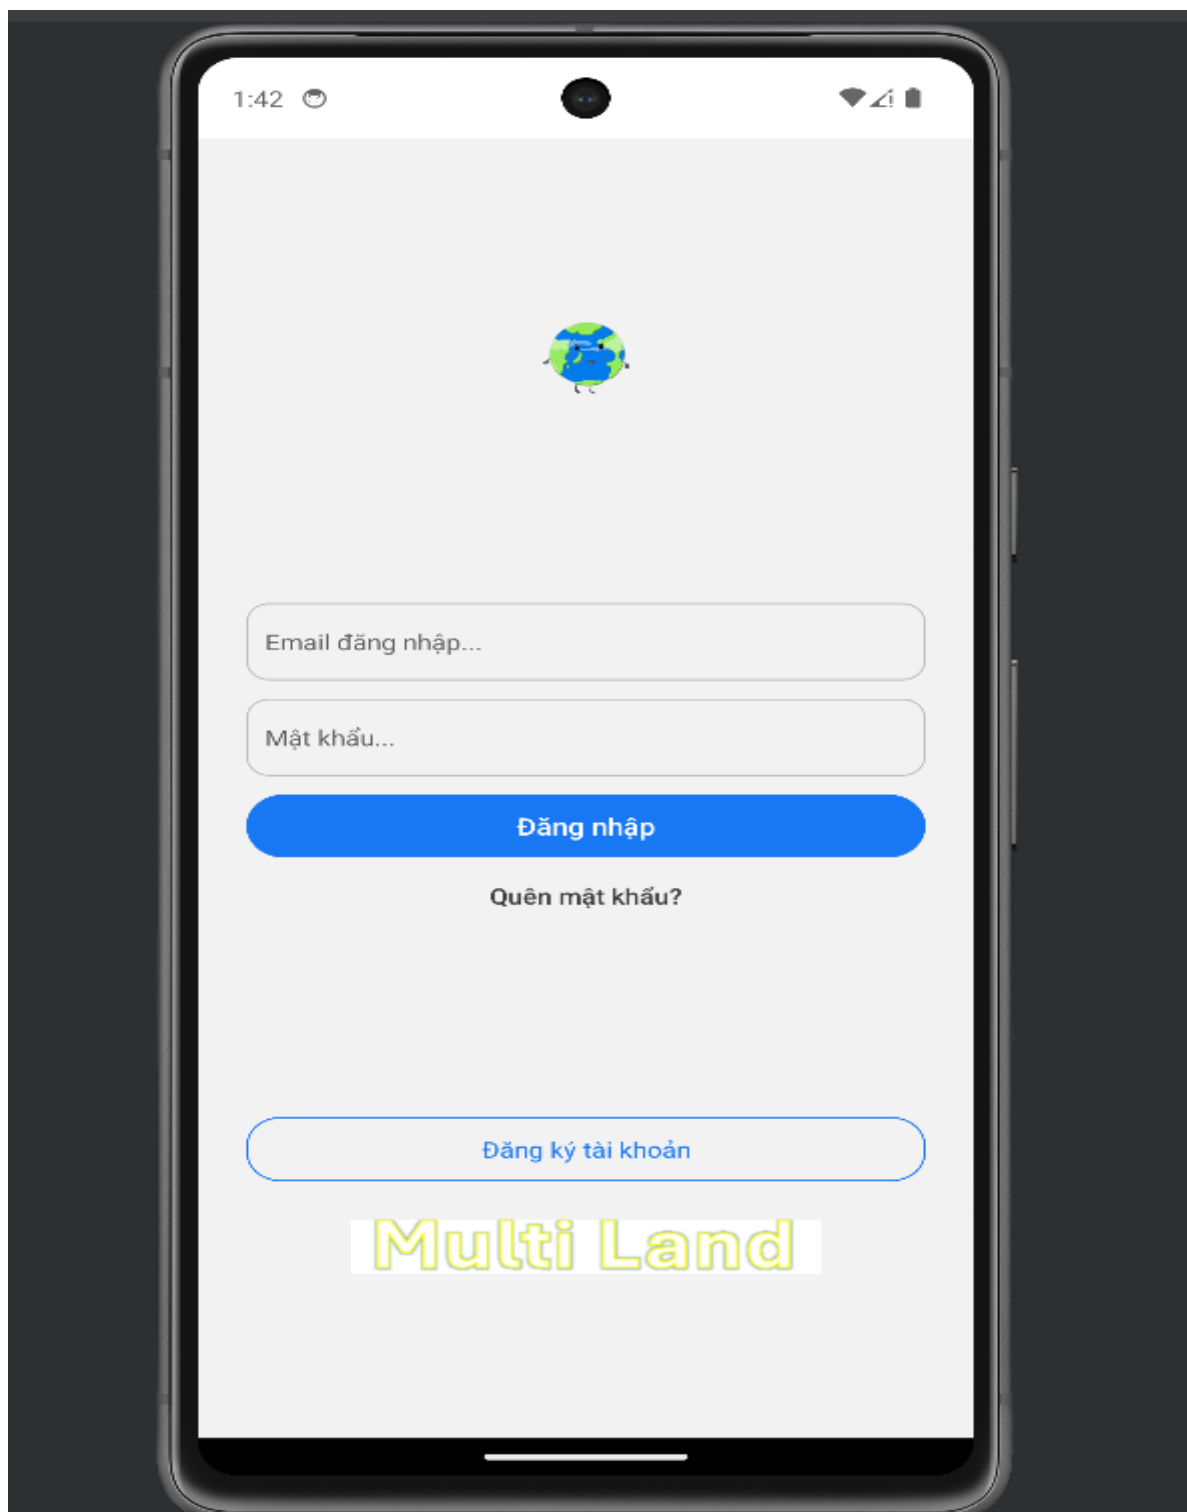 1:42
Email đăng nhập...
Mật khẩu...
Đăng nhập
Quên mật khẩu?
Đăng ký tài khoản
Multi Land